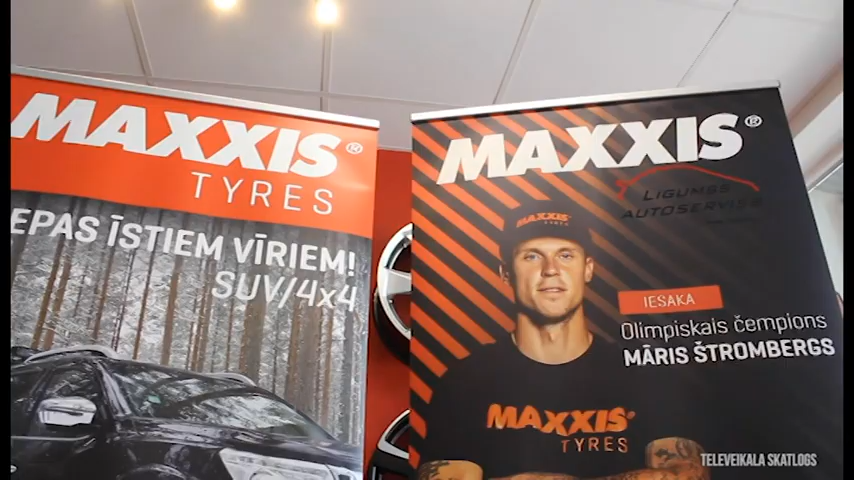 MAXXIS®
TYRES
EPAS ĪSTIEM VĪRIEM!
SUV/4x4
MAXXIS®
LIGUMSS
AUTOSERVISS
MAXXIS
IESAKA
Olimpiskais čempions
MĀRIS ŠTROMBERGS
MAXXIS®
TYRES
TELEVEIKALA SKATLOGS